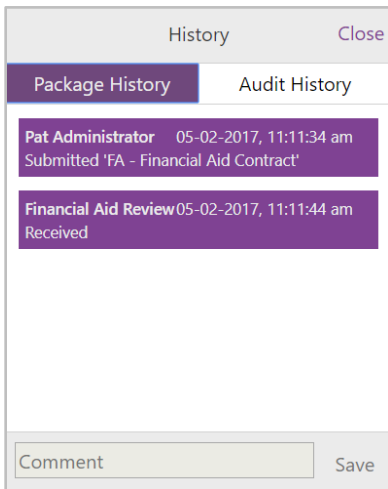 History Close
Package History Audit History
Pat Administrator 05-02-2017, 11:11:34 am
Submitted 'FA - Financial Aid Contract'
Financial Aid Review 05-02-2017, 11:11:44 am
Received
Comment Save